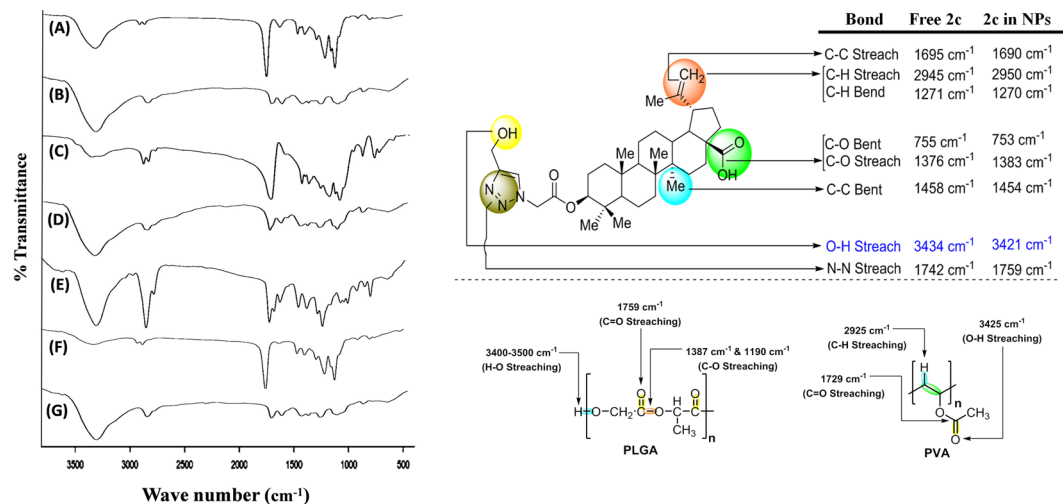 (A)
(B)
(C)
(D)
(E)
(F)
(G)
% Transmittance
3500 3000 2500 2000 1500 1000 500
Wave number (cm-1)
Bond Free 2c 2c in NPs
C-C Streach 1695 cm-1 1690 cm-1
C-H Streach 2945 cm-1 2950 cm-1
C-H Bend 1271 cm-1 1270 cm-1
C-O Bent 755 cm-1 753 cm-1
C-O Streach 1376 cm-1 1383 cm-1
C-C Bent 1458 cm-1 1454 cm-1
O-H Streach 3434 cm-1 3421 cm-1
N-N Streach 1742 cm-1 1759 cm-1
CH2
Me
OH
O
OH
Me Me
Me
N
N
N
O
O
Me Me
1759 cm-1
(C=O Streaching)
3400-3500 cm-1
(H-O Streaching)
1387 cm-1 & 1190 cm-1
(C-O Streaching)
O H O
H O CH2 C O C C
CH3
n
PLGA
2925 cm-1
(C-H Streaching)
3425 cm-1
(O-H Streaching)
1729 cm-1
(C=O Streaching)
H
n
O
CH3
O
PVA